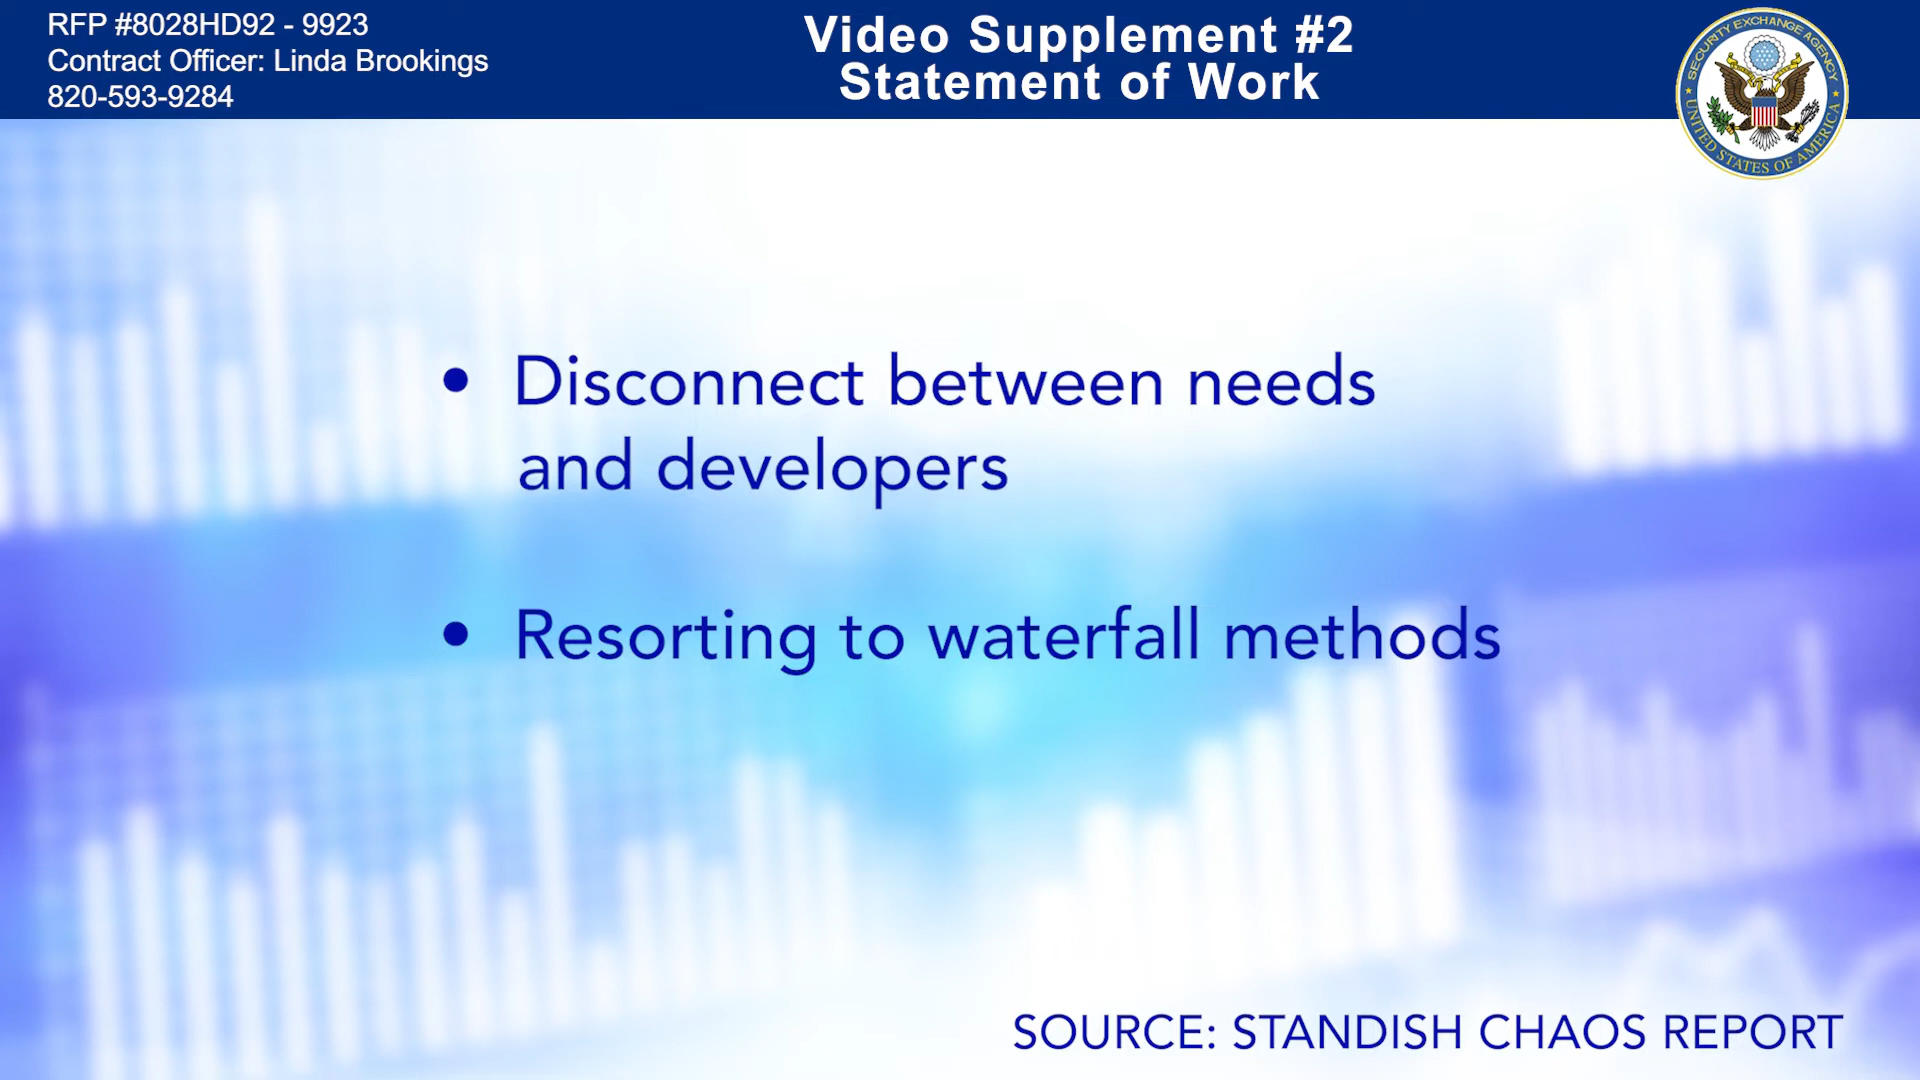 RFP #8028HD92 - 9923
Contract Officer: Linda Brookings
820-593-9284
Video Supplement #2
Statement of Work
SECURITY EXCHANGE AGENCY
UNITED STATES OF AMERICA
• Disconnect between needs
and developers
• Resorting to waterfall methods
SOURCE: STANDISH CHAOS REPORT